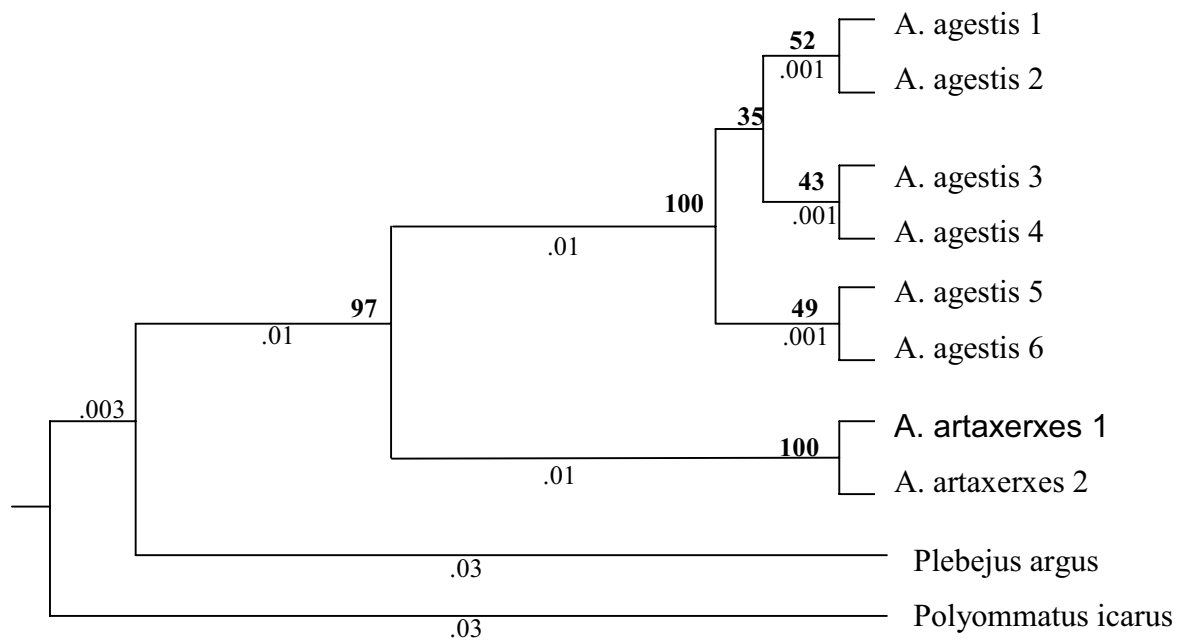 A. agestis 1
52
.001
A. agestis 2
35
A. agestis 3
43
.001
A. agestis 4
100
.01
A. agestis 5
49
.001
A. agestis 6
97
.01
.003
A. artaxerxes 1
100
.01
A. artaxerxes 2
Plebejus argus
.03
Polyommatus icarus
.03